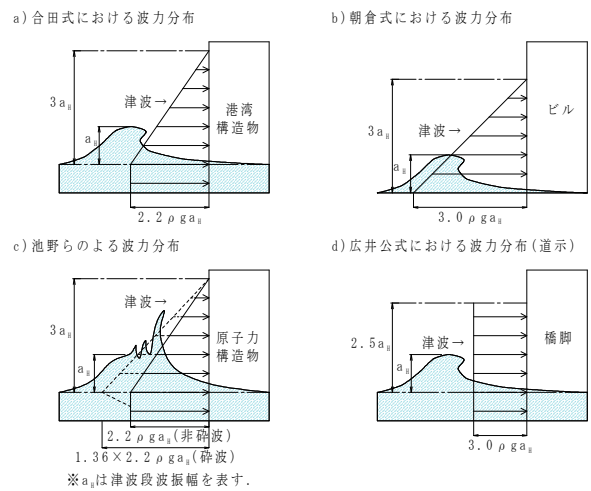 a)合田式における波力分布
3aH
津波→
aH
港湾
構造物
2.2ρgaH
b)朝倉式における波力分布
3aH
津波→
aH
ビル
3.0ρgaH
c)池野らのよる波力分布
3aH
津波→
aH
原子力
構造物
2.2ρgaH(非砕波)
1.36×2.2ρgaH(砕波)
※aHは津波段波振幅を表す.
d)広井公式における波力分布(道示)
2.5aH
津波→
aH
橋脚
3.0ρgaH